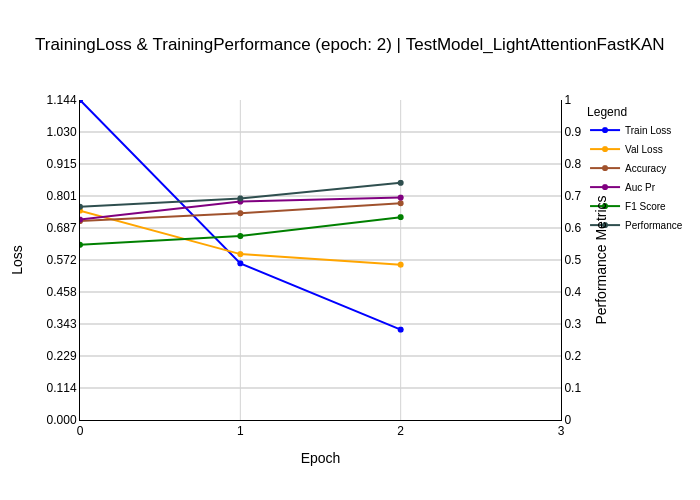 TrainingLoss & TrainingPerformance (epoch: 2) | TestModel_LightAttentionFastKAN
1.144
1.030
0.915
0.801
0.687
0.572
0.458
0.343
0.229
0.114
0.000
Loss
0
1
2
3
Epoch
1
0.9
0.8
0.7
0.6
0.5
0.4
0.3
0.2
0.1
0
Performance Metrics
Legend
Train Loss
Val Loss
Accuracy
Auc Pr
F1 Score
Performance